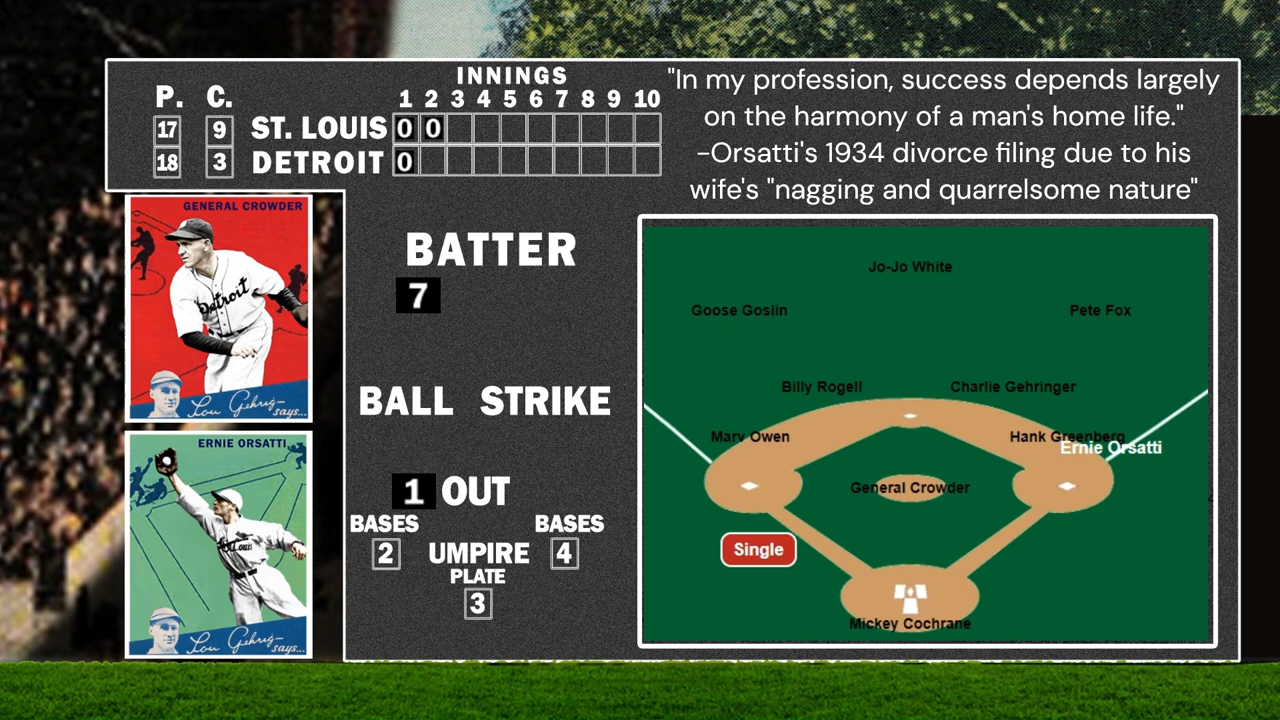 INNINGS
P. C. 1 2 3 4 5 6 7 8 9 10
17 9 ST. LOUIS 0 0
18 3 DETROIT 0
"In my profession, success depends largely
on the harmony of a man's home life."
-Orsatti's 1934 divorce filing due to his
wife's "nagging and quarrelsome nature"
GENERAL CROWDER
Detroit
Lou Gehrig-
says...
ERNIE ORSATTI
St. Louis
Lou Gehrig-
says...
BATTER
7
BALL STRIKE
1 OUT
BASES BASES
2 UMPIRE 4
PLATE
3
Jo-Jo White
Goose Goslin Pete Fox
Billy Rogell Charlie Gehringer
Marv Owen Hank Greenberg
Ernie Orsatti
General Crowder
Single
Mickey Cochrane